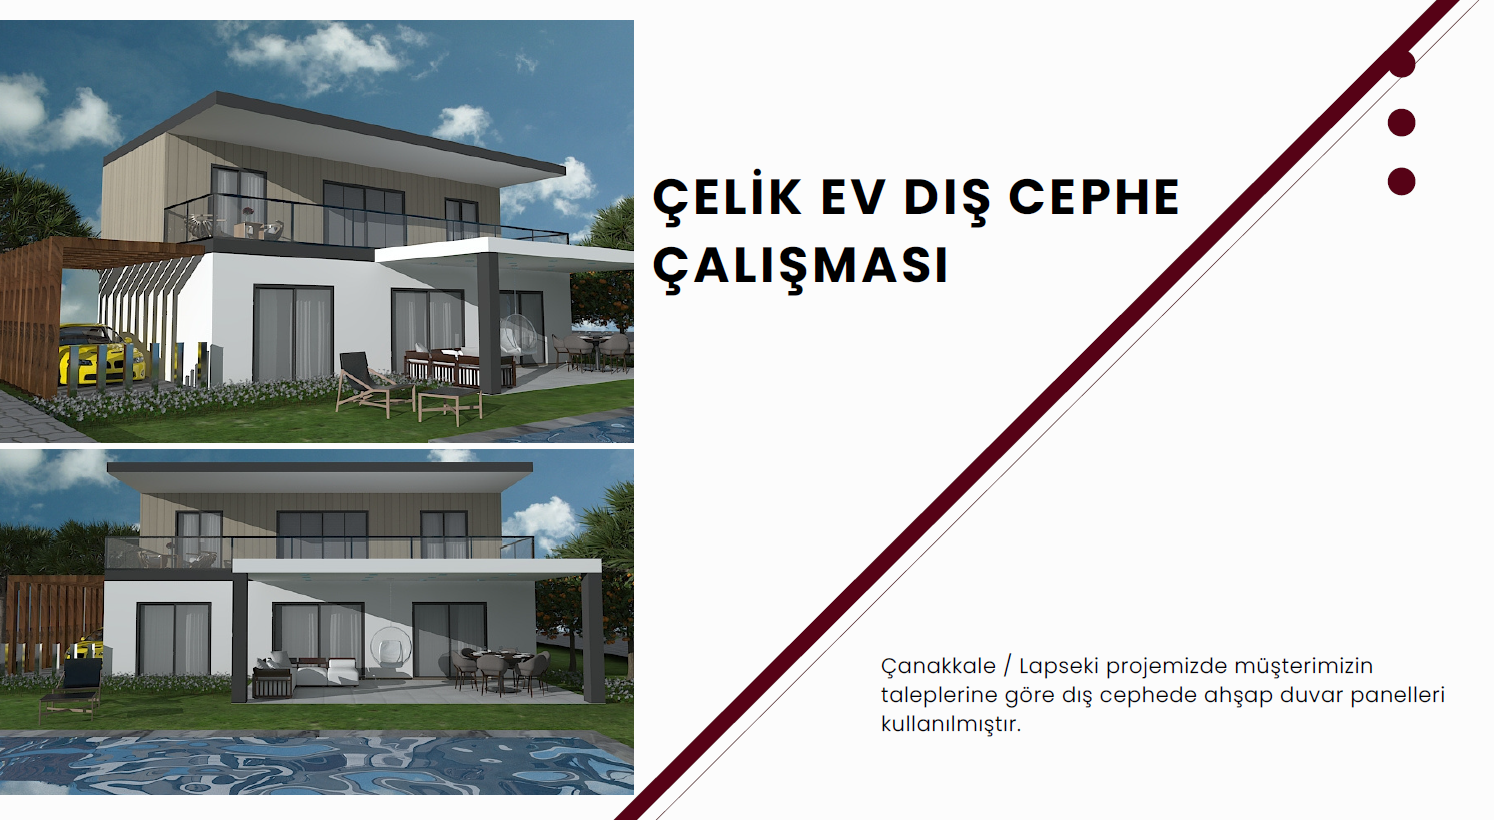 ÇELİK EV DIŞ CEPHE
ÇALIŞMASI
Çanakkale / Lapseki projemizde müşterimizin
taleplerine göre dış cephede ahşap duvar panelleri
kullanılmıştır.